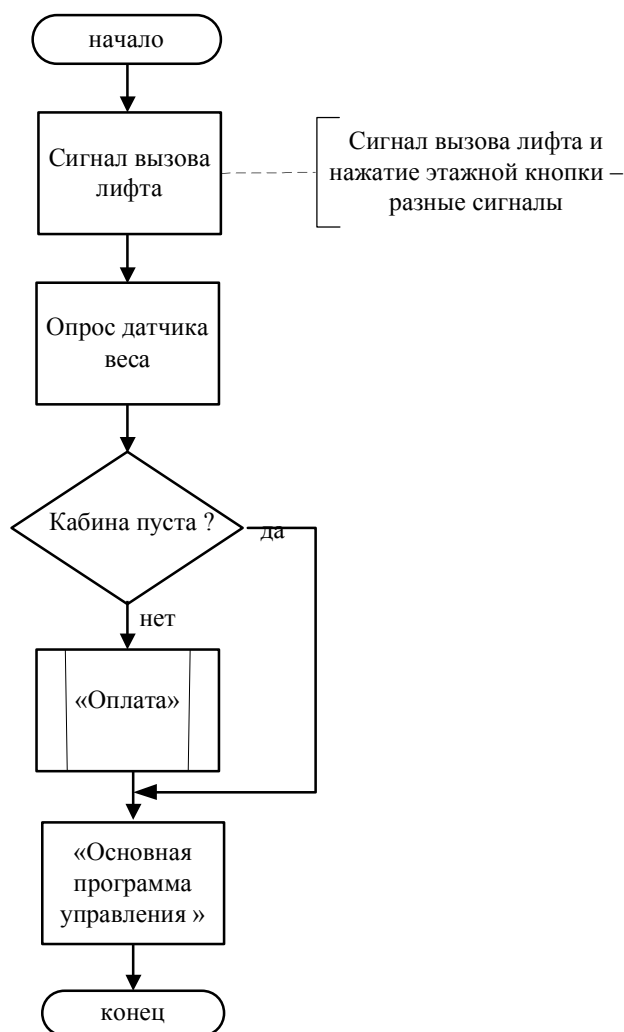 начало
Сигнал вызова
лифта
Сигнал вызова лифта и
нажатие этажной кнопки –
разные сигналы
Опрос датчика
веса
Кабина пуста ?
да
нет
«Оплата»
«Основная
программа
управления »
конец